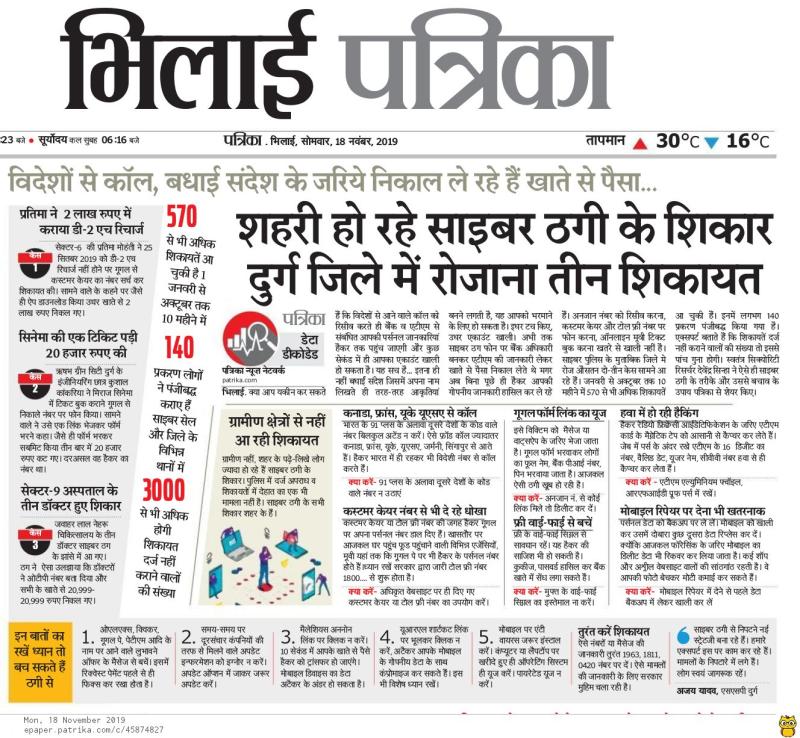 भिलाई पत्रिका
:23 बजे • सूर्योदय कल सुबह 06:16 बजे
पत्रिका . भिलाई, सोमवार, 18 नवंबर, 2019
तापमान 30°C 16°C
विदेशों से कॉल, बधाई संदेश के जरिये निकाल ले रहे हैं खाते से पैसा...
शहरी हो रहे साइबर ठगी के शिकार
दुर्ग जिले में रोजाना तीन शिकायत
प्रतिमा ने 2 लाख रुपए में
कराया डी-2 एच रिचार्ज
केस
1
सेक्टर-6 की प्रतिमा मोहंती ने 25
सितंबर 2019 को डी-2 एच
रिचार्ज नहीं होने पर गूगल से
कस्टमर केयर का नंबर सर्च कर
शिकायत की। सामने वाले के कहने पर जैसे
ही ऐप डाउनलोड किया उधर खाते से 2
लाख रुपए निकल गए।
सिनेमा की एक टिकिट पड़ी
20 हजार रुपए की
केस
2
ऋषभ ग्रीन सिटी दुर्ग के
इंजीनियरिंग छात्र कुशाल
कांकरिया ने मिराज सिनेमा
में टिकट बुक कराने गूगल से
निकाले नंबर पर फोन किया। सामने
वाले ने उसे एक लिंक भेजकर फॉर्म
भरने कहा। जैसे ही फॉर्म भरकर
सबमिट किया तीन बार में 20 हजार
रुपए कट गए। दरअसल वह हैकर का
नंबर था।
सेक्टर-9 अस्पताल के
तीन डॉक्टर हुए शिकार
केस
3
जवाहर लाल नेहरू
चिकित्सालय के तीन
डॉक्टर साइबर ठग
के झांसे में आ गए।
ठग ने ऐसा उलझाया कि डॉक्टरों
ने ओटीपी नंबर बता दिया और
सभी के खाते से 20,999-
20,999 रुपए निकल गए।
570
से भी अधिक
शिकायतें आ
चुकी है 1
जनवरी से
अक्टूबर तक
10 महीने में
140
प्रकरण लोगों
ने पंजीबद्ध
कराए हैं
साइबर सेल
और जिले के
विभिन्न
थानों में
3000
से भी अधिक
होगी
शिकायत
दर्ज नहीं
कराने वालों
की संख्या
पत्रिका
डेटा
डीकोडेड
पत्रिका न्यूज नेटवर्क
patrika.com
भिलाई. क्या आप यकीन कर सकते
हैं कि विदेशों से आने वाले कॉल को
रिसीव करते ही बैंक व एटीएम से
संबंधित आपकी पर्सनल जानकारियां
हैकर तक पहुंच जाएगी और कुछ
सेकंड में ही आपका एकाउंट खाली
हो सकता है। यह सच है... इतना ही
नहीं बधाई संदेश जिसमें अपना नाम
लिखते ही तरह-तरह आकृतियां
बनने लगती है, यह आपको भरमाने
के लिए हो सकता है। इधर टच किए,
उधर एकाउंट खाली। अभी तक
साइबर ठग फोन पर बैंक अधिकारी
बनकर एटीएम की जानकारी लेकर
खाते से पैसा निकाल लेते थे मगर
अब बिना पूछे ही हैकर आपकी
गोपनीय जानकारी हासिल कर ले रहे
हैं। अनजान नंबर को रिसीव करना,
कस्टमर केयर और टोल फ्री नंबर पर
फोन करना, ऑनलाइन मूवी टिकट
बुक करना खतरे से खाली नहीं है।
साइबर पुलिस के मुताबिक जिले में
रोज औसतन दो-तीन केस सामने आ
रहे हैं। जनवरी से अक्टूबर तक 10
महीने में 570 से भी अधिक शिकायतें
आ चुकी हैं। इनमें लगभग 140
प्रकरण पंजीबद्ध किया गया है।
एक्सपर्ट बताते हैं कि शिकायतें दर्ज
नहीं कराने वालों की संख्या तो इससे
पांच गुना होगी। स्वतंत्र सिक्योरिटी
रिसर्चर देवेंद्र सिन्हा ने ऐसे ही साइबर
ठगी के तरीके और उससे बचाव के
उपाय पत्रिका से शेयर किए।
ग्रामीण क्षेत्रों से नहीं
आ रही शिकायत
ग्रामीण नहीं, शहर के पढ़े-लिखे लोग
ज्यादा हो रहे हैं साइबर ठगी के
शिकार। पुलिस में दर्ज अपराध व
शिकायतों में देहात का एक भी
मामला नहीं है। साइबर ठगी के सभी
शिकार शहर के हैं।
कनाडा, फ्रांस, यूके, यूएसए से कॉल
भारत के 91 प्लस के अलावा दूसरे देशों के कोड वाले
नंबर बिलकुल अटेंड न करें। ऐसे फ्रॉड कॉल ज्यादातर
कनाडा, फ्रांस, यूके, यूएसए, जर्मनी, सिंगापुर से आते
हैं। हैकर भारत में ही रहकर भी विदेशी नंबर से कॉल
करते हैं।
क्या करें - 91 प्लस के अलावा दूसरे देशों के कोड
वाले नंबर न उठाएं
कस्टमर केयर नंबर से भी दे रहे धोखा
कस्टमर केयर या टोल फ्री नंबर की जगह हैकर गूगल
पर अपना पर्सनल नंबर डाल दिए हैं। खासतौर पर
आजकल घर पहुंच फूड पहुंचाने वाली विभिन्न एजेंसियों,
मूवी यहां तक कि गूगल पे पर भी हैकर के पर्सनल नंबर
होते हैं।ध्यान रखें सरकार द्वारा जारी टोल फ्री नंबर
1800.... से शुरू होता है।
क्या करें - अधिकृत वेबसाइट पर ही दिए गए
कस्टमर केयर या टोल फ्री नंबर का उपयोग करें।
गूगल फॉर्म लिंक का यूज
इसे विक्टिम को मैसेज या
वाट्सऐप के जरिए भेजा जाता
है। गूगल फॉर्म भरवाकर लोगों
का फूल नेम, बैंक पीआई नंबर,
पिन भरवाया जाता है। आजकल
ऐसी ठगी खूब हो रही है।
क्या करें- अनजान नं. से कोई
लिंक मिले तो डिलीट कर दें।
फ्री वाई-फाई से बचें
फ्री के वाई-फाई सिग्नल से
सावधान रहें। यह हैकर की
साजिश भी हो सकती है।
कुकीज, पासवर्ड हासिल कर बैंक
खाते में सेंध लगा सकते हैं।
क्या करें - मुफ्त के वाई-फाई
सिग्नल का इस्तेमाल ना करें।
हवा में हो रही हैकिंग
हैकर रेडियो फ्रिक्वेंसी आईडेंटिफिकेशन के जरिए एटीएम
कार्ड के मैग्नेटिक टेप को आसानी से कैप्चर कर लेते हैं।
जेब में पर्स के अंदर रखे एटीएम के 16 डिजीट का
नंबर, वैलिड डेट, यूजर नेम, सीवीवी नंबर हवा से ही
कैप्चर कर लेता हैं।
क्या करें - एटीएम एल्युमिनियम फ्वॉइल,
आरएफआईडी प्रूफ पर्स में रखें।
मोबाइल रिपेयर पर देना भी खतरनाक
पर्सनल डेटा को बैकअप पर ले लें। मोबाइल को खाली
कर उसमें दोबारा कुछ दूसरा डेटा रिप्लेस कर दें।
क्योंकि आजकल फॉरेंसिक के जरिए मोबाइल का
डिलीट डेटा भी रिकवर कर लिया जाता है। कई शॉप
और अश्लील वेबसाइट वालों की सांठगांठ रहती है। वे
आपकी फोटो बेचकर मोटी कमाई कर सकते हैं।
क्या करें- मोबाइल रिपेयर में देने से पहले डेटा
बैकअप में लेकर खाली कर लें
इन बातों का
रखें ध्यान तो
बच सकते हैं
ठगी से
1. ओएलएक्स, क्विकर,
गूगल पे, पेटीएम आदि के
नाम पर आने वाले लुभावने
ऑफर के मैसेज से बचें। इसमें
रिक्वेस्ट पेमेंट पहले से ही
फिक्स कर रखा होता है।
2. समय-समय पर
दूरसंचार कंपनियों की
तरफ से मिलने वाले अपडेट
इन्फरमेशन को इग्नोर न करें।
अपडेट ऑप्शन में जाकर जरूर
अपडेट करें।
3. मैलेशियस अनजॉन
लिंक पर क्लिक न करें।
10 सेकंड में आपके खाते से पैसे
हैकर को ट्रांसफर हो जाएंगे।
मोबाइल डिवाइस का डेटा
अटैकर के अंडर हो सकता है।
4. यूआरएल शार्टकट लिंक
पर भूलकर क्लिक न
करें, अटैकर आपके मोबाइल
के गोपनीय डेटा के साथ
कंप्रोमाइज कर सकते हैं। इस
भी विशेष ध्यान रखें।
5. मोबाइल पर एंटी
वायरस जरूर इंस्टॉल
करें। कंप्यूटर या लैपटॉप पर
खरीदे हुए ही ऑपरेटिंग सिस्टम
ही यूज करें। पायरेटेड यूज न
करें।
तुरंत करें शिकायत
ऐसे नंबरों या मैसेज की
जानकारी तुरंत 1963, 1811,
0420 नंबर पर दें। ऐसे मामलों
की जानकारी के लिए सरकार
मुहिम चला रही है।
साइबर ठगी से निपटने नई
स्ट्रेटजी बना रहे हैं। हमारे
एक्सपर्ट इस पर काम कर रहे हैं।
मामलों के निपटारे में लगे हैं।
लोग स्वयं जागरूक रहें।
अजय यादव, एसएसपी दुर्ग
Mon, 18 November 2019
epaper.patrika.com/c/45874827